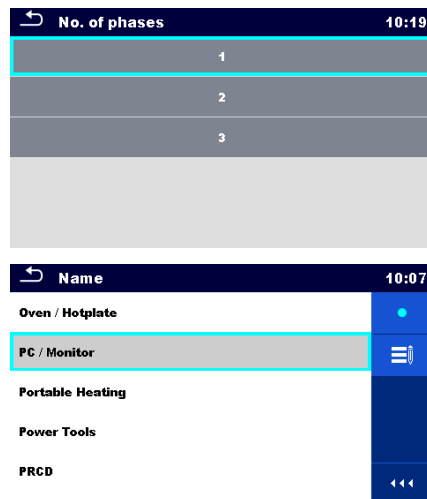 No. of phases 10:19
1
2
3
Name 10:07
Oven / Hotplate
PC / Monitor
Portable Heating
Power Tools
PRCD